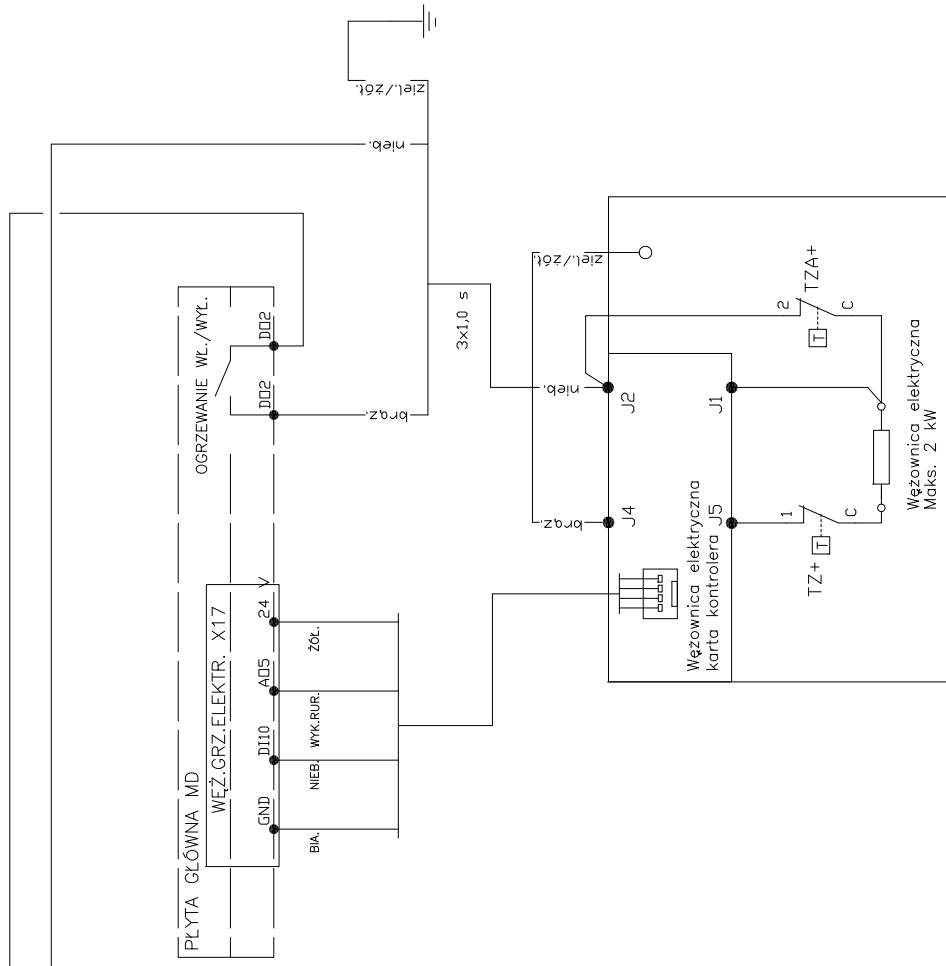 ziel./żół.
nieb.
OGRZEWANIE WŁ./WYŁ.
DO2
DO2
brąz.
3x1,0 s
ziel./żół.
nieb.
brąz.
J2
J4
J1
J5
2
TZA+
T
C
1
TZ+
T
C
Wężownica elektryczna
Maks. 2 kW
Wężownica elektryczna
karta kontrolera
PŁYTA GŁÓWNA MD
WĘŻ.GRZ.ELEKTR. X17
GND
DI10
AO5
24 V
BIA.
NIEB.
WYK.RUR.
ŻÓŁ.